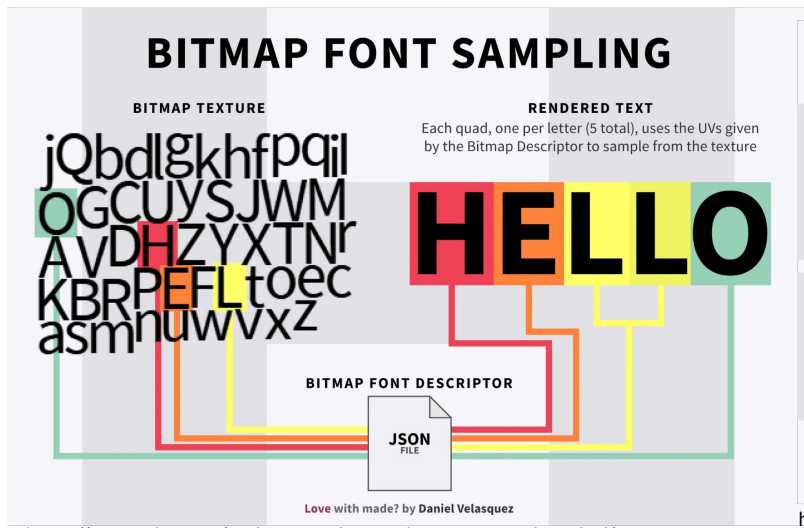 BITMAP FONT SAMPLING
BITMAP TEXTURE
jQbdlgkhfpqil
OGCUySJWM
AVDHZYXTNr
KBRPEFLtoec
asmnuwvxz
RENDERED TEXT
Each quad, one per letter (5 total), uses the UVs given
by the Bitmap Descriptor to sample from the texture
HELLO
BITMAP FONT DESCRIPTOR
JSON
FILE
Love with made? by Daniel Velasquez